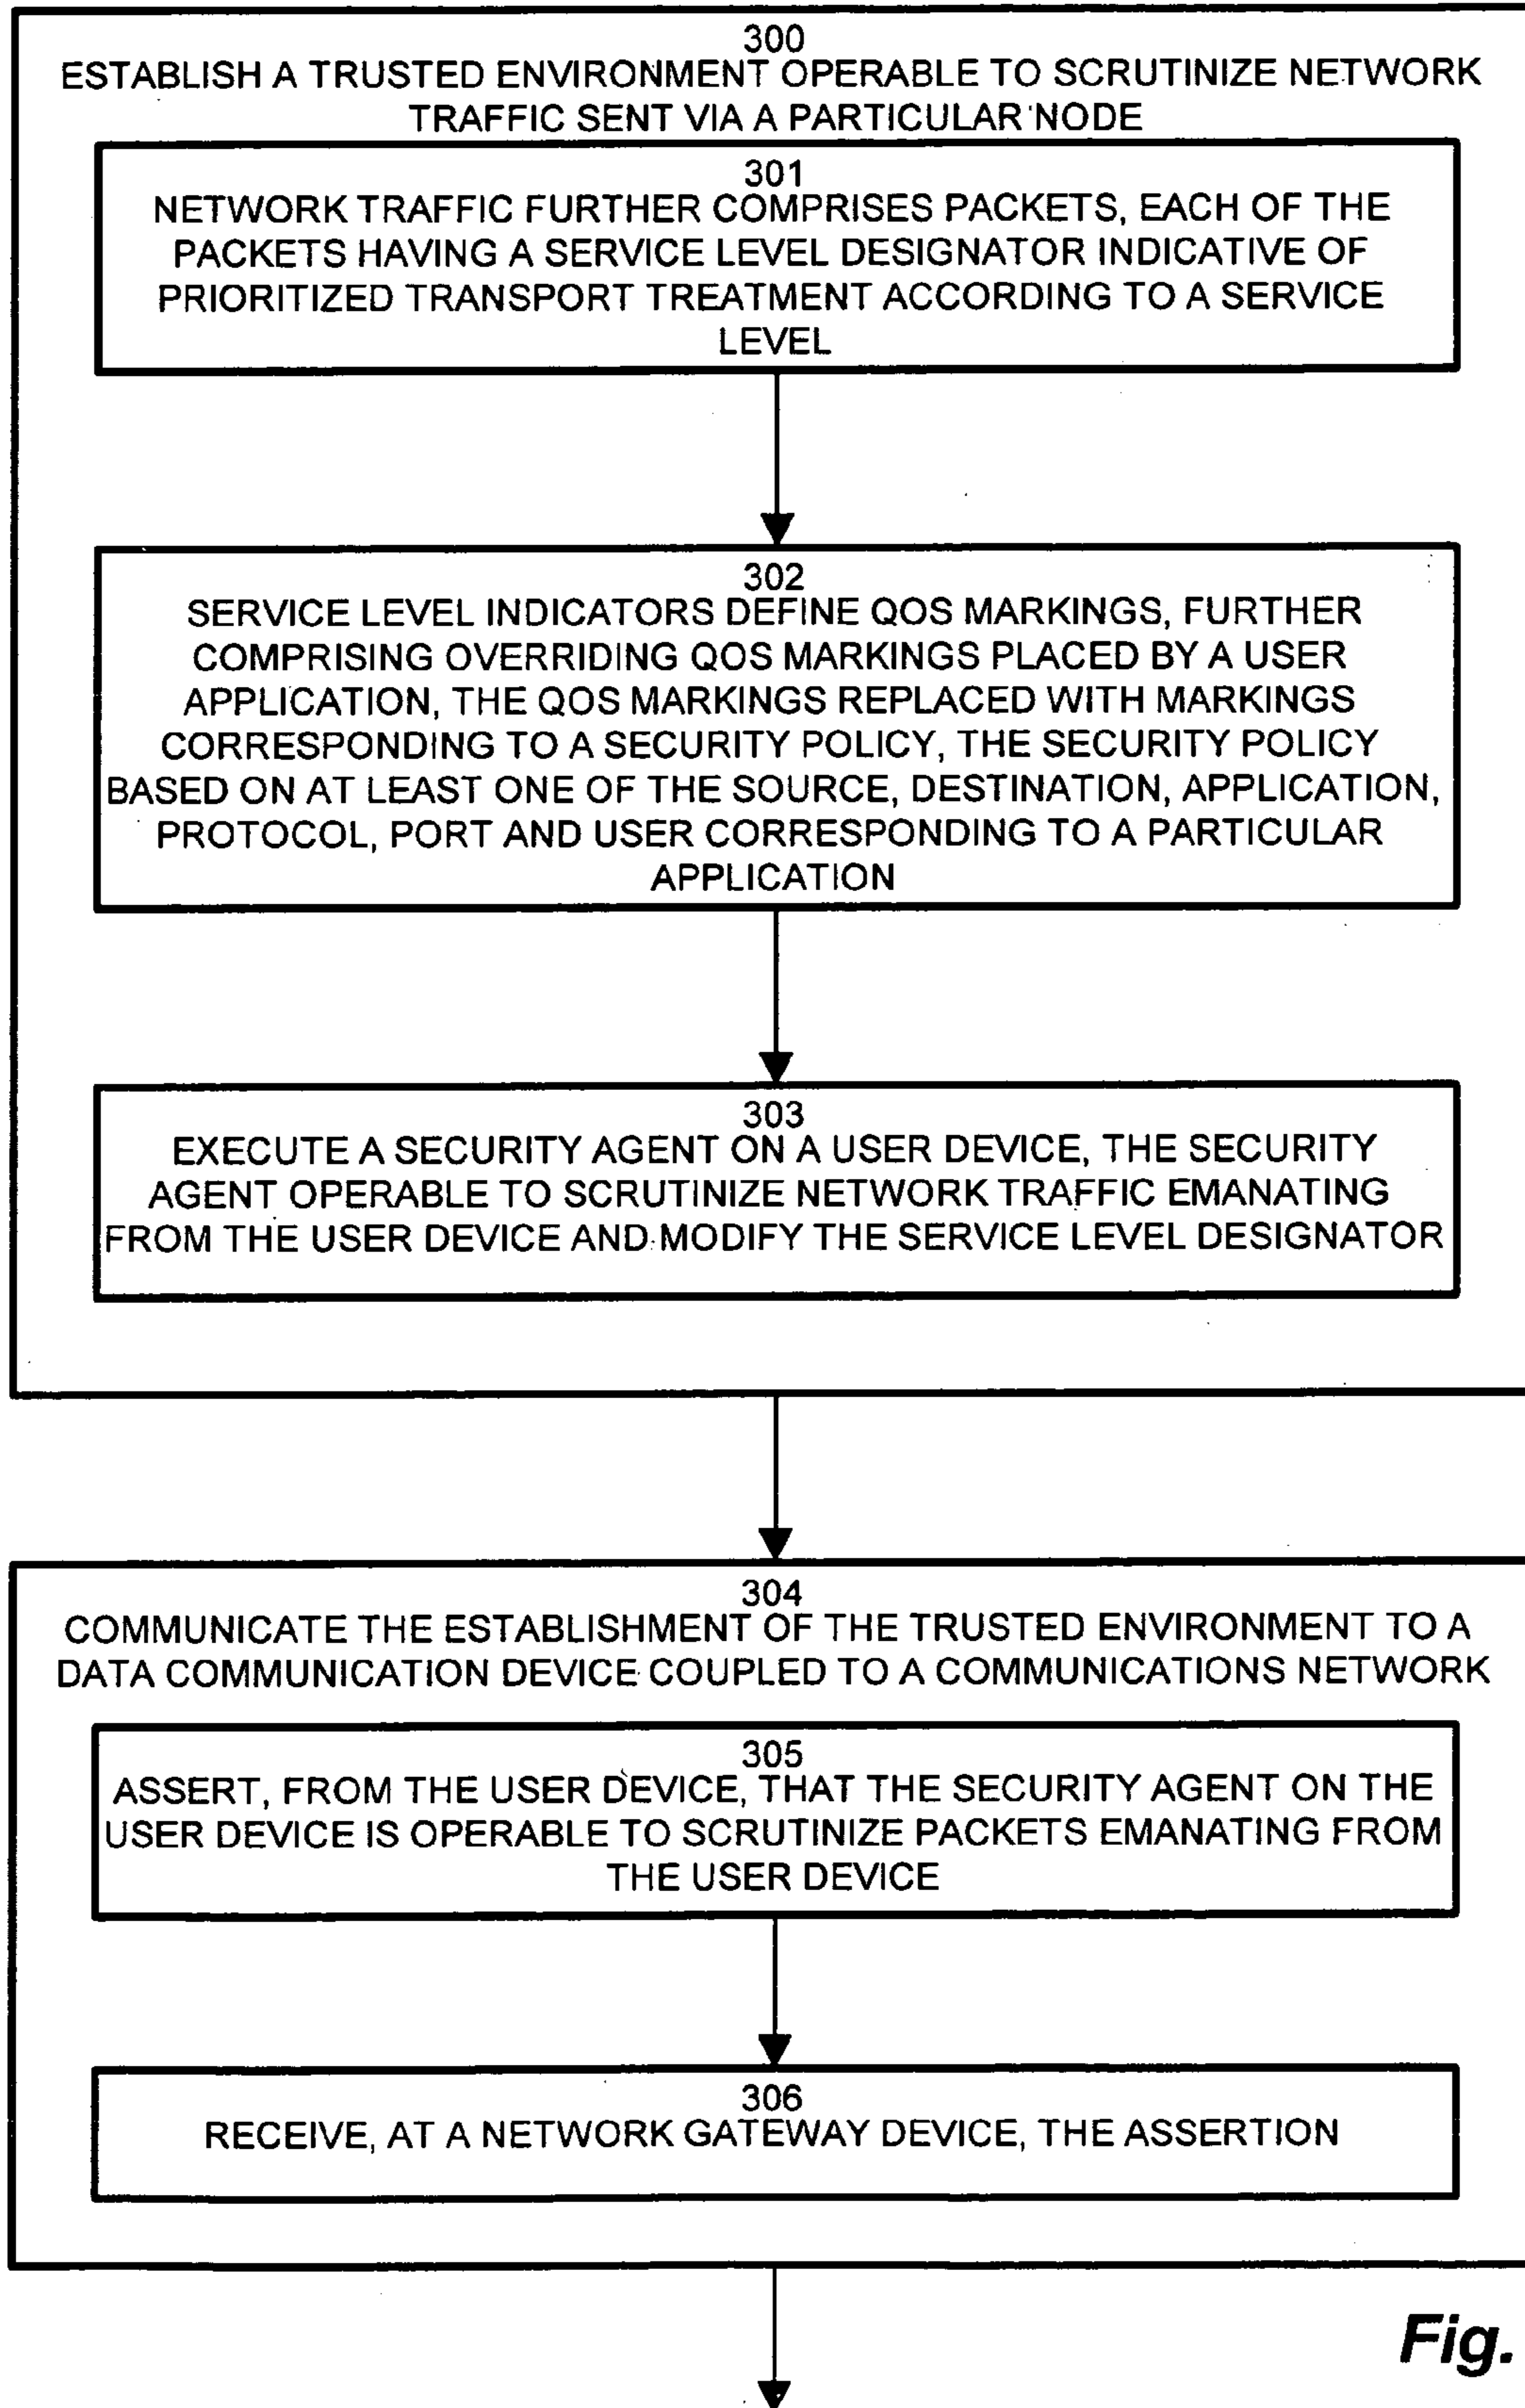 300
ESTABLISH A TRUSTED ENVIRONMENT OPERABLE TO SCRUTINIZE NETWORK
TRAFFIC SENT VIA A PARTICULAR NODE
301
NETWORK TRAFFIC FURTHER COMPRISES PACKETS, EACH OF THE
PACKETS HAVING A SERVICE LEVEL DESIGNATOR INDICATIVE OF
PRIORITIZED TRANSPORT TREATMENT ACCORDING TO A SERVICE
LEVEL
302
SERVICE LEVEL INDICATORS DEFINE QOS MARKINGS, FURTHER
COMPRISING OVERRIDING QOS MARKINGS PLACED BY A USER
APPLICATION, THE QOS MARKINGS REPLACED WITH MARKINGS
CORRESPONDING TO A SECURITY POLICY, THE SECURITY POLICY
BASED ON AT LEAST ONE OF THE SOURCE, DESTINATION, APPLICATION,
PROTOCOL, PORT AND USER CORRESPONDING TO A PARTICULAR
APPLICATION
303
EXECUTE A SECURITY AGENT ON A USER DEVICE, THE SECURITY
AGENT OPERABLE TO SCRUTINIZE NETWORK TRAFFIC EMANATING
FROM THE USER DEVICE AND MODIFY THE SERVICE LEVEL DESIGNATOR
304
COMMUNICATE THE ESTABLISHMENT OF THE TRUSTED ENVIRONMENT TO A
DATA COMMUNICATION DEVICE COUPLED TO A COMMUNICATIONS NETWORK
305
ASSERT, FROM THE USER DEVICE, THAT THE SECURITY AGENT ON THE
USER DEVICE IS OPERABLE TO SCRUTINIZE PACKETS EMANATING FROM
THE USER DEVICE
306
RECEIVE, AT A NETWORK GATEWAY DEVICE, THE ASSERTION
Fig.